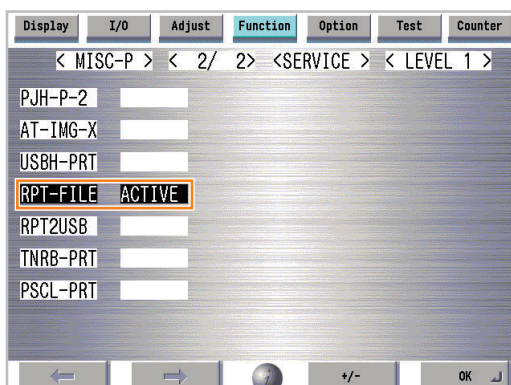 Display I/O Adjust Function Option Test Counter
< MISC-P > < 2/ 2> <SERVICE > < LEVEL 1 >
PJH-P-2
AT-IMG-X
USBH-PRT
RPT-FILE ACTIVE
RPT2USB
TNRB-PRT
PSCL-PRT
+/- OK